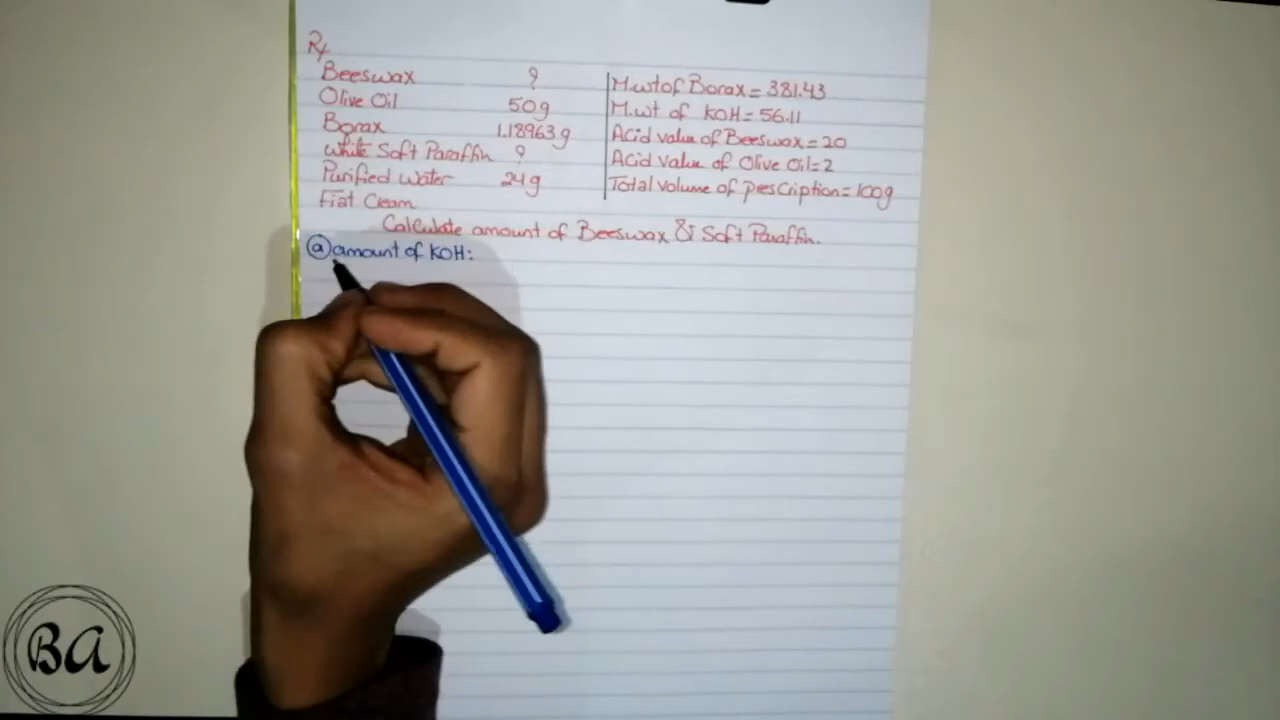 Rx
Beeswax ?
Olive Oil 50g
Borax 1.18963g
White Soft Paraffin ?
Purified Water 24g
Fiat Cream
M.wt of Borax = 381.43
M.wt of KOH = 56.11
Acid value of Beeswax = 20
Acid Value of Olive Oil = 2
Total Volume of prescription = 100g
Calculate amount of Beeswax & Soft Paraffin.
(a) amount of KOH:
BA